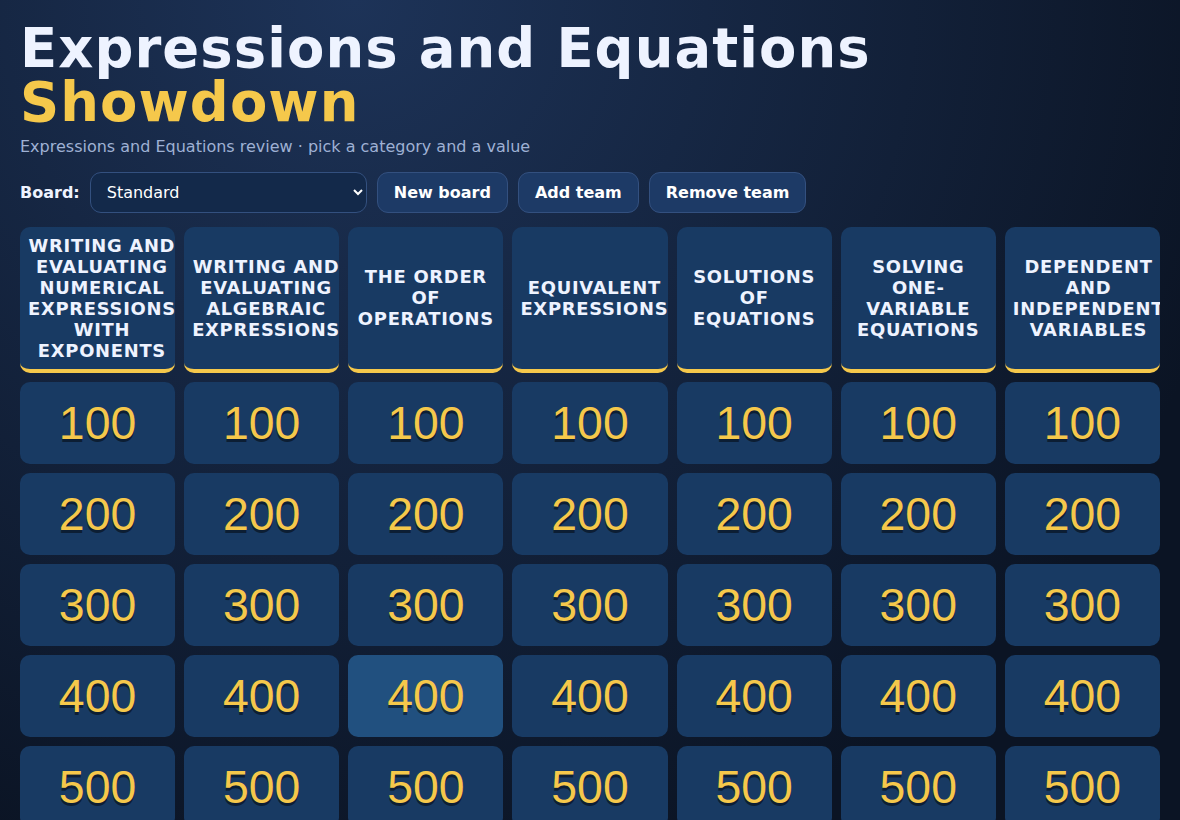 Expressions and Equations
Showdown
Expressions and Equations review · pick a category and a value
Board: Standard New board Add team Remove team
WRITING AND
EVALUATING
NUMERICAL
EXPRESSIONS
WITH
EXPONENTS
WRITING AND
EVALUATING
ALGEBRAIC
EXPRESSIONS
THE ORDER
OF
OPERATIONS
EQUIVALENT
EXPRESSIONS
SOLUTIONS
OF
EQUATIONS
SOLVING
ONE-
VARIABLE
EQUATIONS
DEPENDENT
AND
INDEPENDENT
VARIABLES
100 100 100 100 100 100 100
200 200 200 200 200 200 200
300 300 300 300 300 300 300
400 400 400 400 400 400 400
500 500 500 500 500 500 500